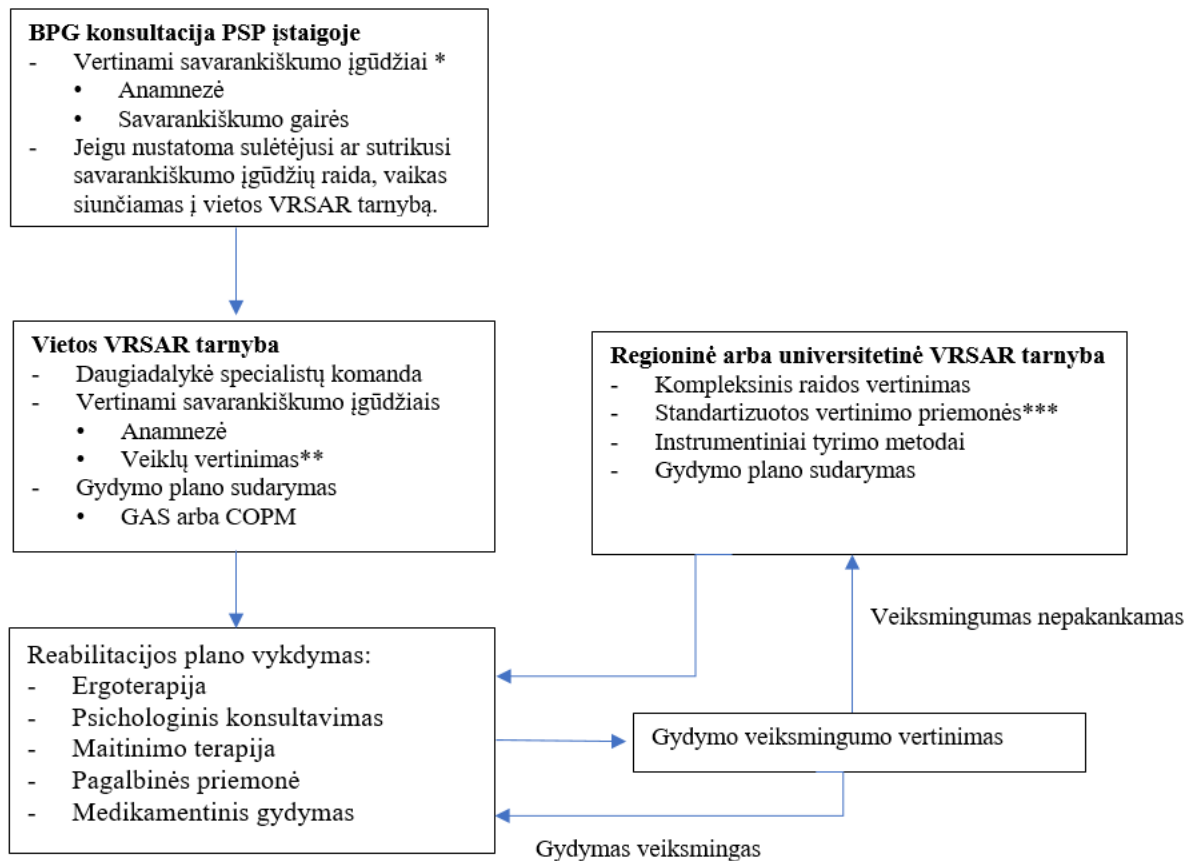 BPG konsultacija PSP įstaigoje
- Vertinami savarankiškumo įgūdžiai *
• Anamnezė
• Savarankiškumo gairės
- Jeigu nustatoma sulėtėjusi ar sutrikusi
savarankiškumo įgūdžių raida, vaikas
siunčiamas į vietos VRSAR tarnybą.
Vietos VRSAR tarnyba
- Daugiadalykė specialistų komanda
- Vertinami savarankiškumo įgūdžiais
• Anamnezė
• Veiklų vertinimas**
- Gydymo plano sudarymas
• GAS arba COPM
Regioninė arba universitetinė VRSAR tarnyba
- Kompleksinis raidos vertinimas
- Standartizuotos vertinimo priemonės***
- Instrumentiniai tyrimo metodai
- Gydymo plano sudarymas
Veiksmingumas nepakankamas
Reabilitacijos plano vykdymas:
- Ergoterapija
- Psichologinis konsultavimas
- Maitinimo terapija
- Pagalbinės priemonė
- Medikamentinis gydymas
Gydymo veiksmingumo vertinimas
Gydymas veiksmingas